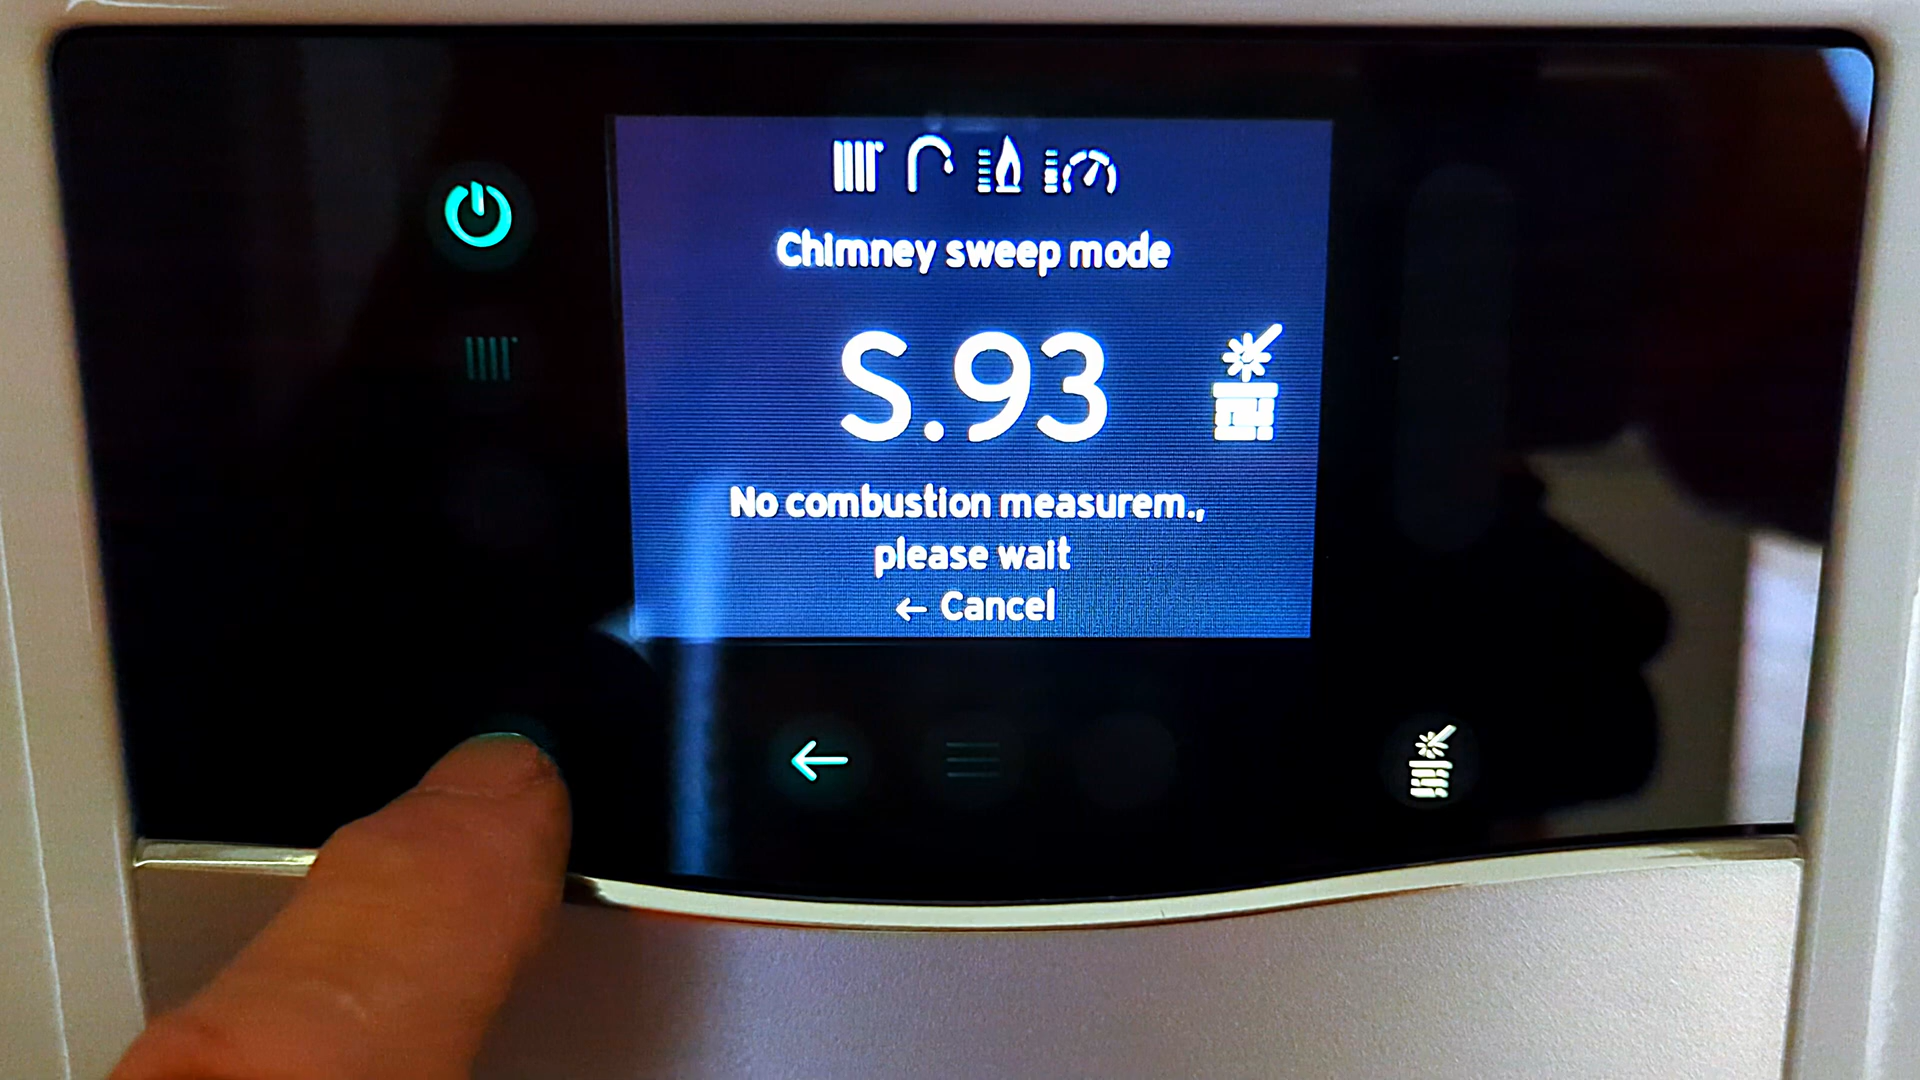 Chimney sweep mode
S.93
No combustion measurem.,
please wait
← Cancel